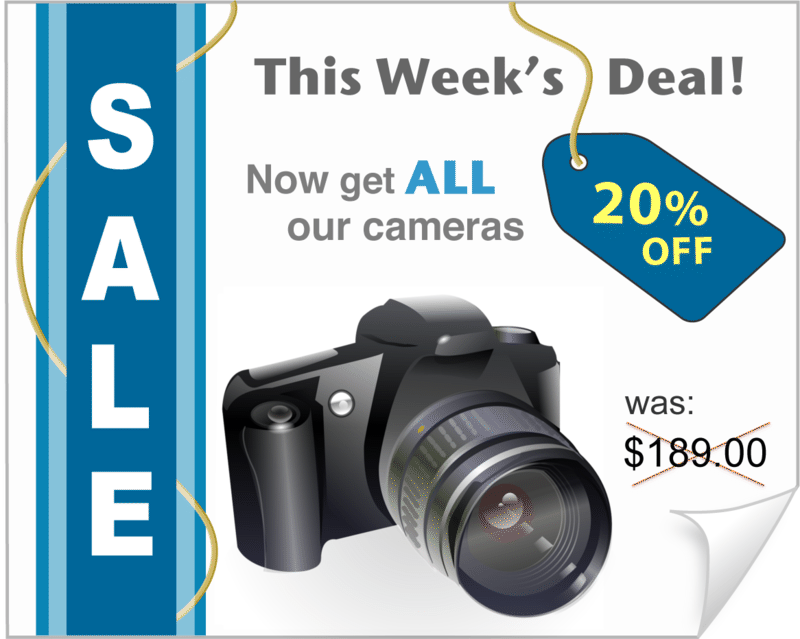 SALE
This Week's Deal!
Now get ALL
our cameras
20%
OFF
was:
$189.00